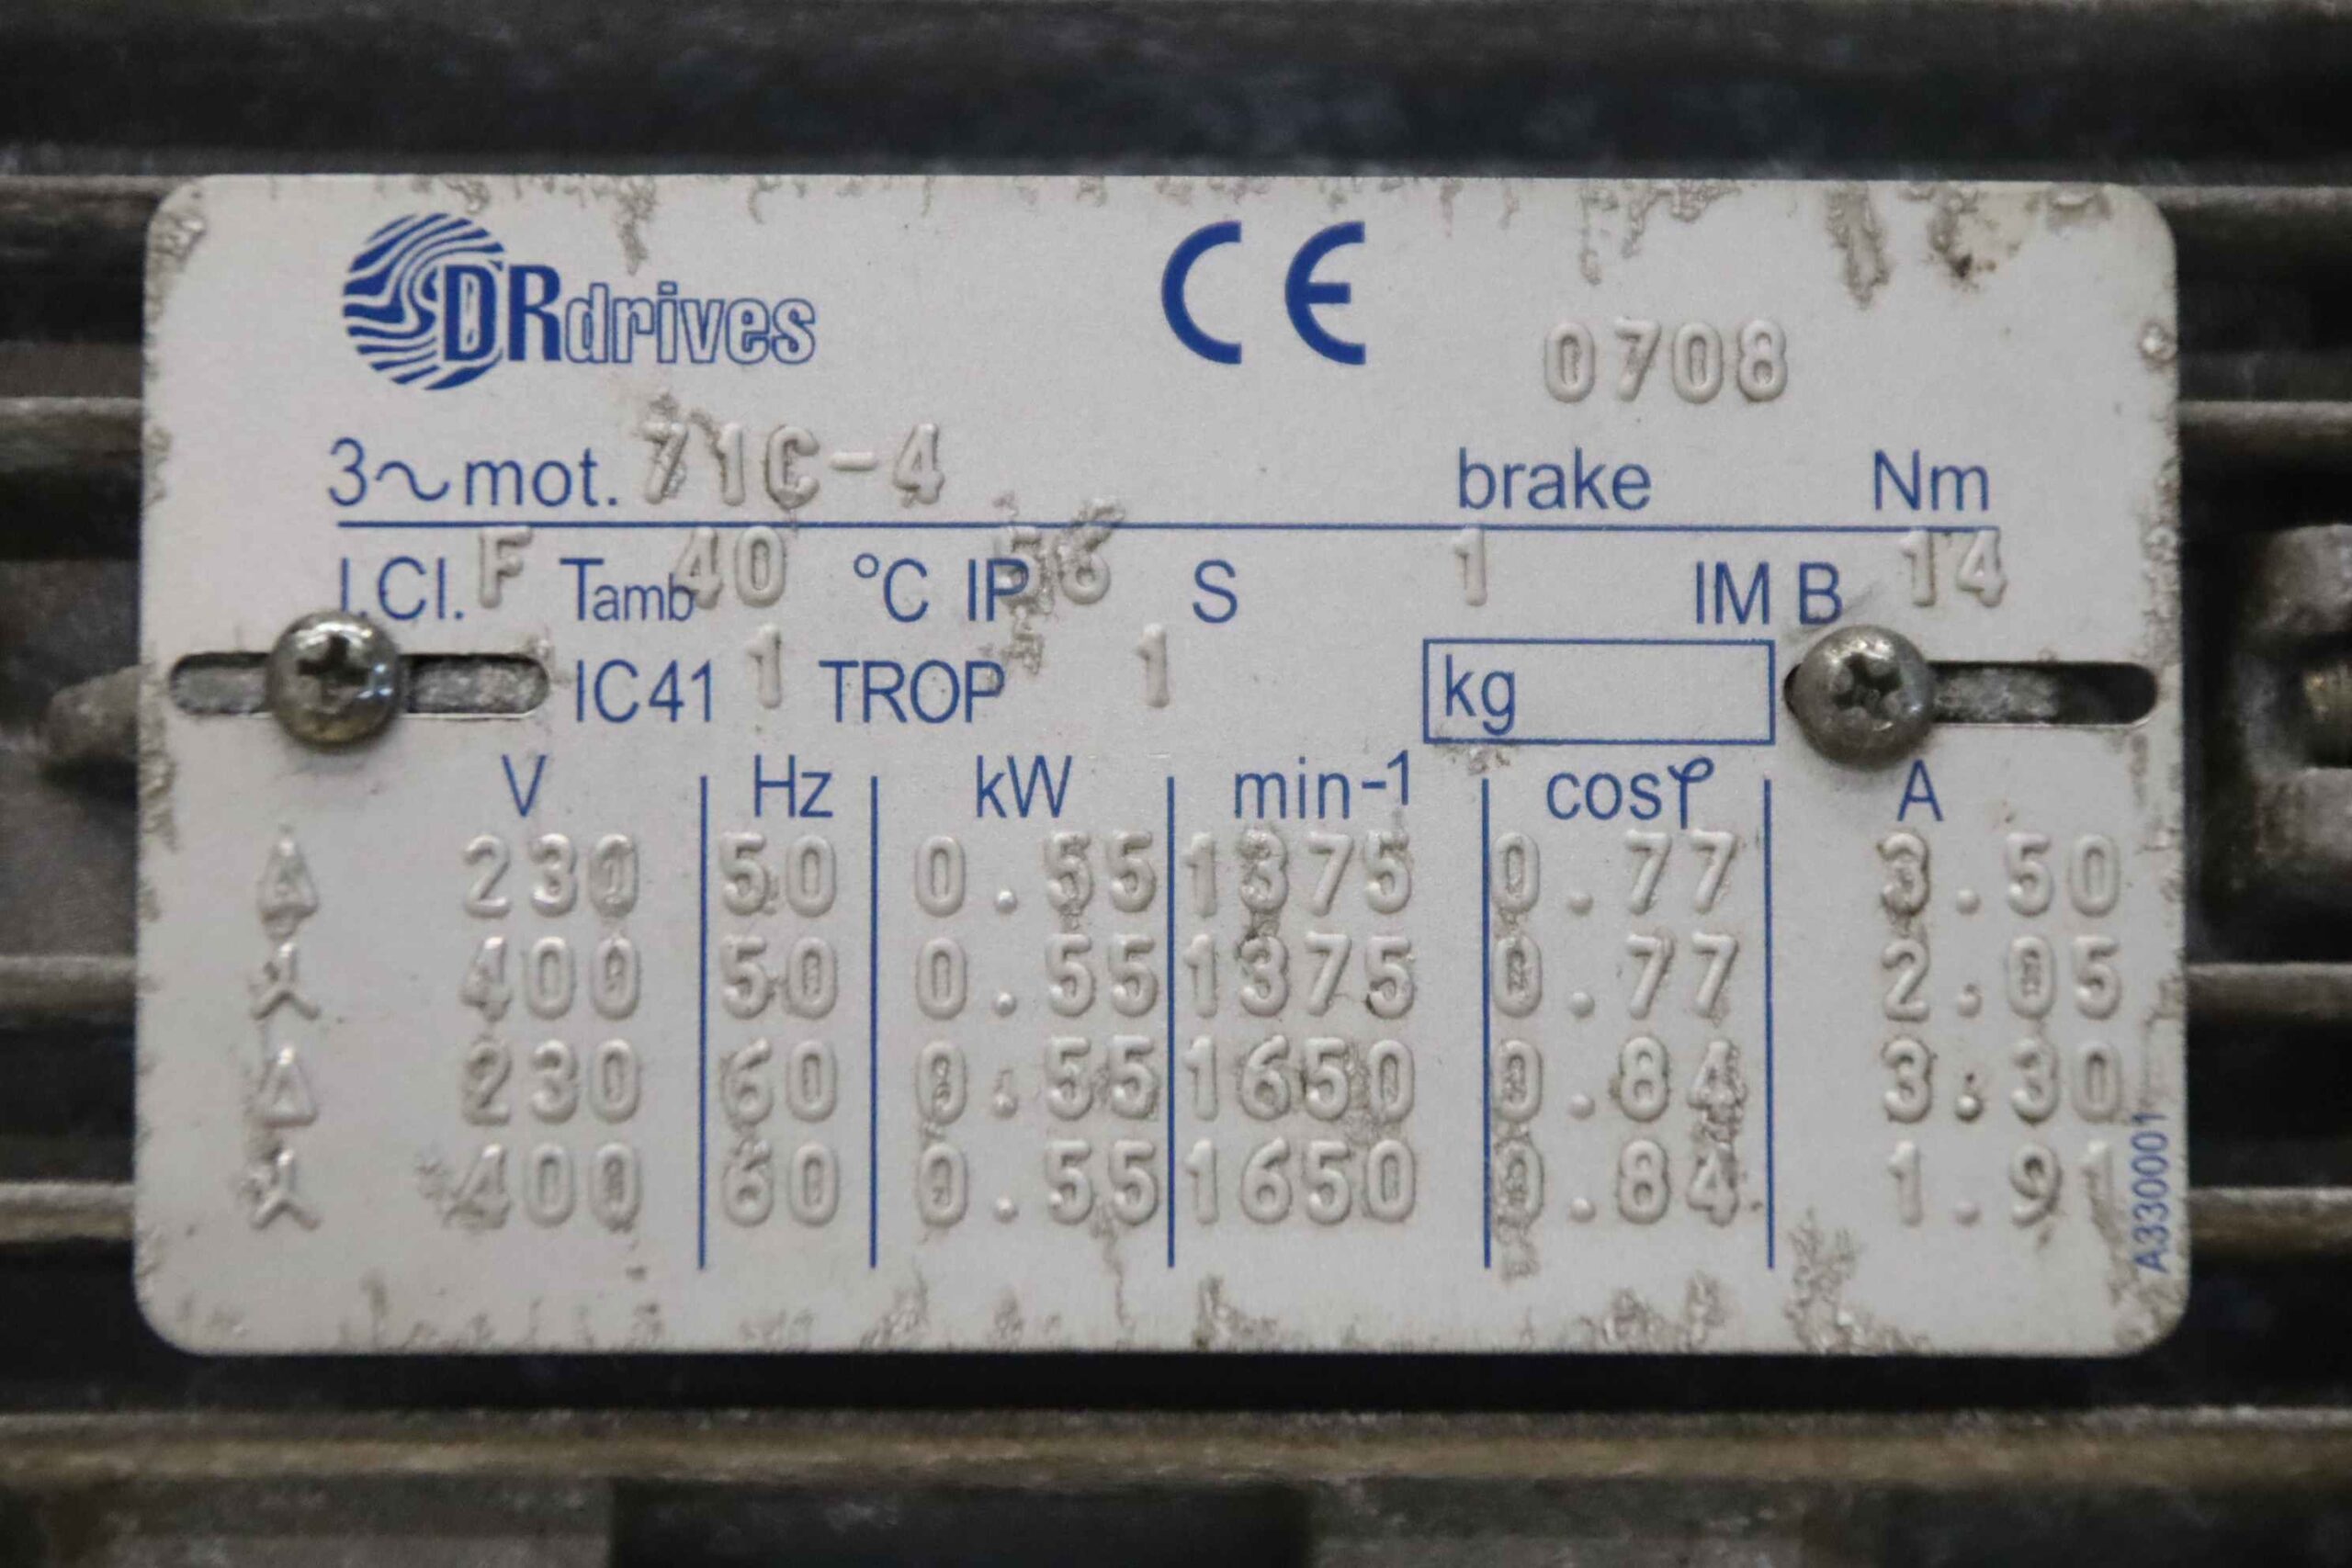 DRdrives CE
0708
3~mot. 71C-4 brake Nm
I.Cl. F Tamb 40 °C IP 56 S 1 IM B 14
IC41 1 TROP 1 kg
V Hz kW min-1 cosφ A
Δ 230 50 0.55 1375 0.77 3.50
Y 400 50 0.55 1375 0.77 2.05
Δ 230 60 0.55 1650 0.84 3.30
Y 400 60 0.55 1650 0.84 1.91
A330001